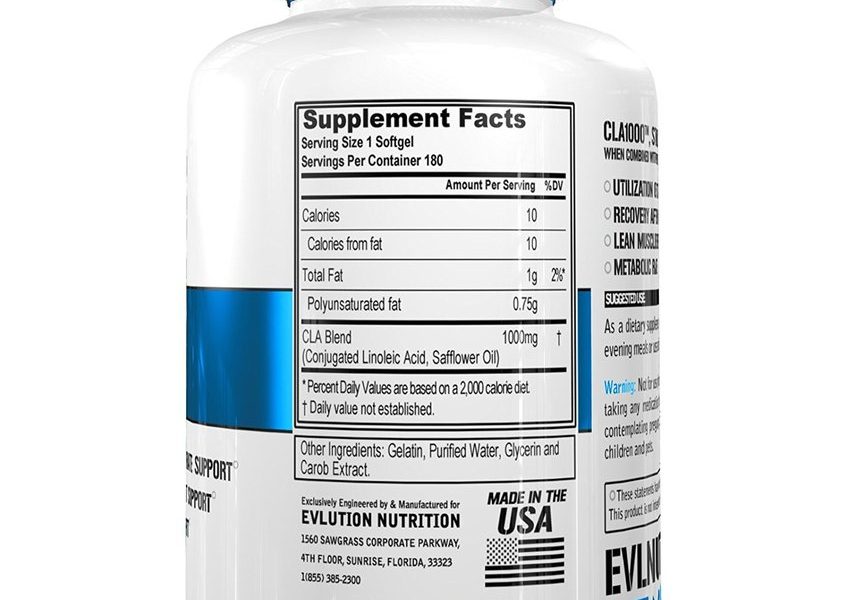 Supplement Facts
Serving Size 1 Softgel
Servings Per Container 180
Amount Per Serving %DV
Calories 10
Calories from fat 10
Total Fat 1g 2%*
Polyunsaturated fat 0.75g
CLA Blend 1000mg †
(Conjugated Linoleic Acid, Safflower Oil)
* Percent Daily Values are based on a 2,000 calorie diet.
† Daily value not established.
Other Ingredients: Gelatin, Purified Water, Glycerin and
Carob Extract.
Exclusively Engineered by & Manufactured for
EVLUTION NUTRITION
1560 SAWGRASS CORPORATE PARKWAY,
4TH FLOOR, SUNRISE, FLORIDA, 33323
1(855) 385-2300
MADE IN THE
USA
SUPPORT
SUPPORT
CLA1000™,
WHEN COMBINED
UTILIZATION
RECOVERY
LEAN
METABOLIC
SUGGESTED USE
As a dietary
evening meals or
Warning: Not for
taking any
contemplating
children and pets.
These statements
This product is not